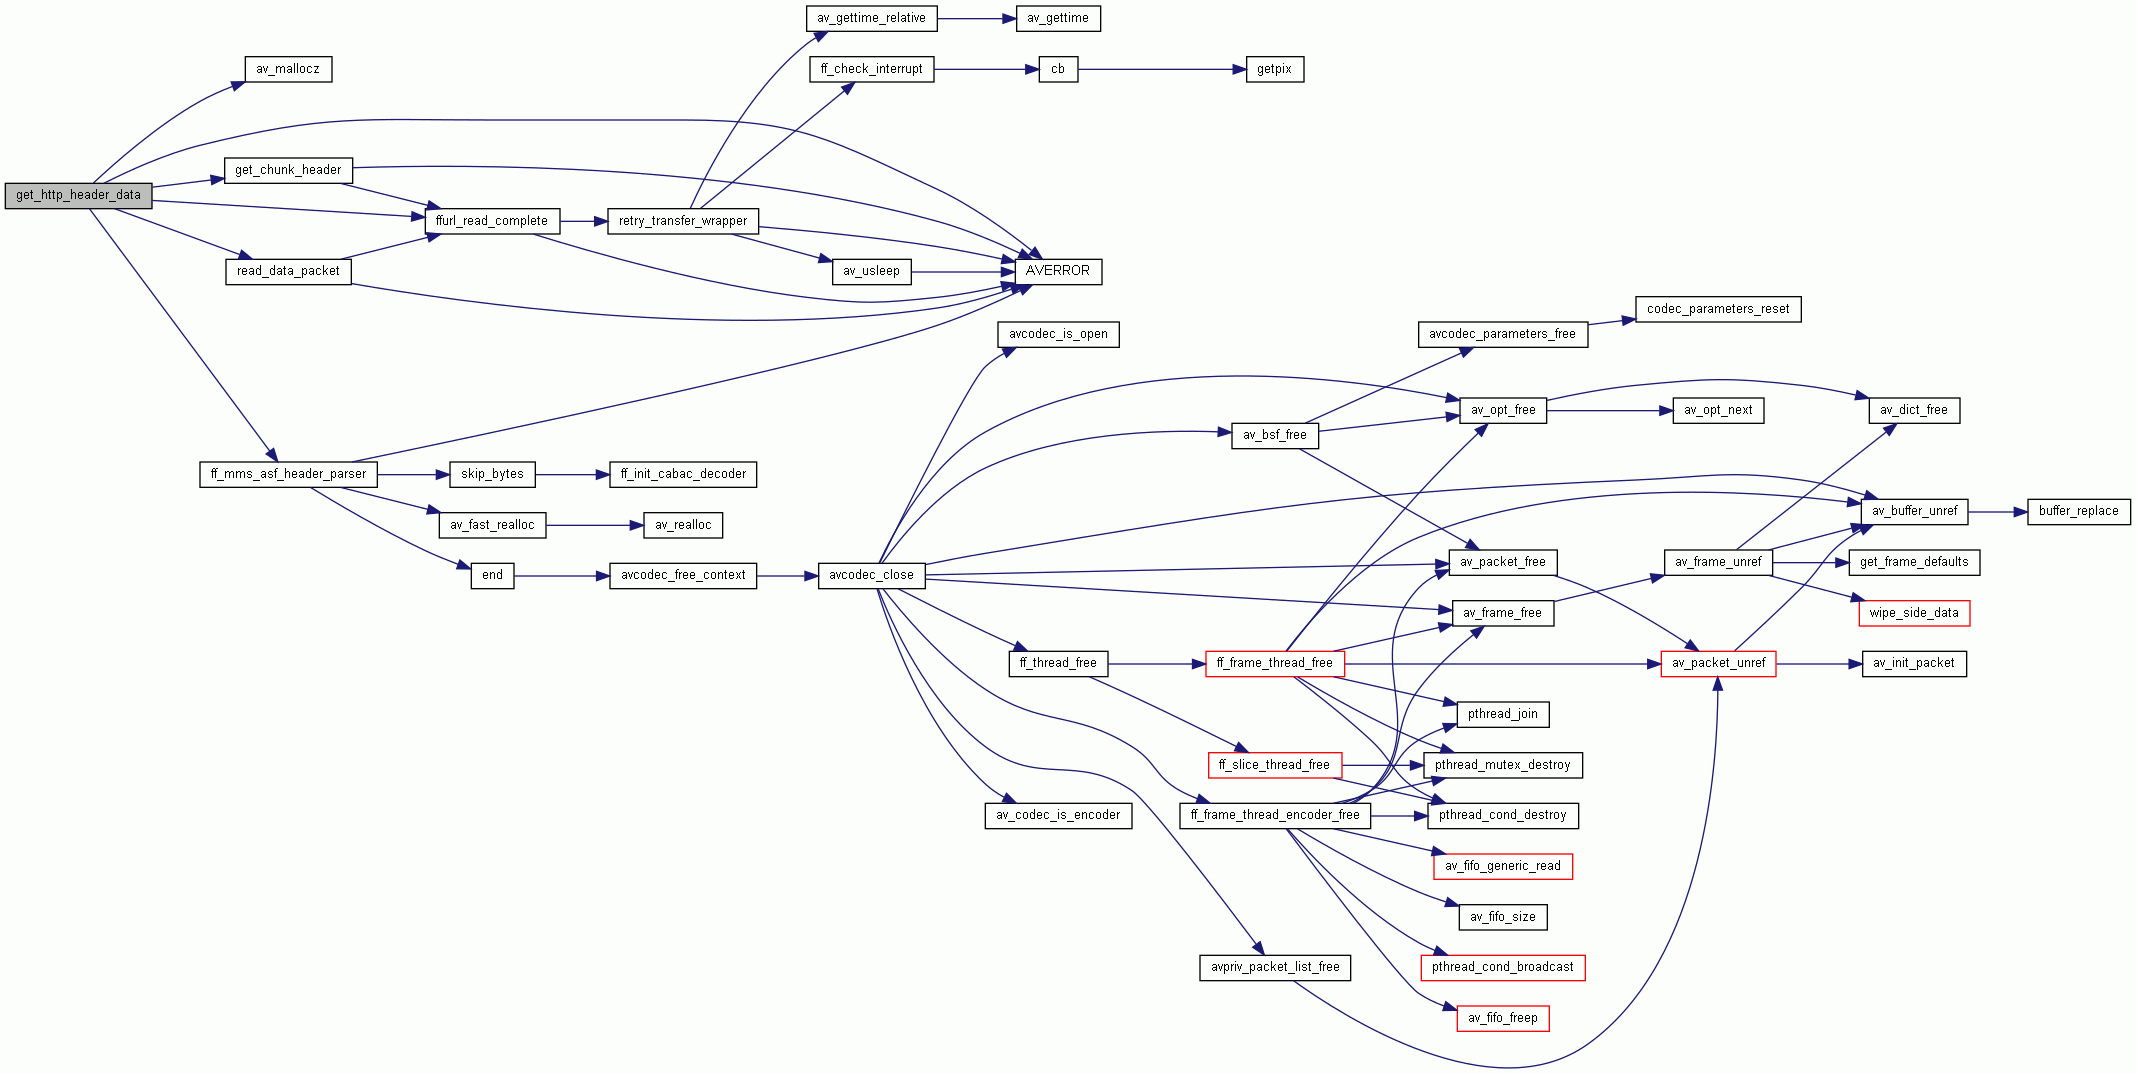 av_gettime_relative
av_gettime
av_mallocz
ff_check_interrupt
cb
getpix
get_chunk_header
get_http_header_data
ffurl_read_complete
retry_transfer_wrapper
read_data_packet
av_usleep
AVERROR
codec_parameters_reset
avcodec_is_open
avcodec_parameters_free
av_opt_free
av_opt_next
av_dict_free
av_bsf_free
ff_mms_asf_header_parser
skip_bytes
ff_init_cabac_decoder
av_buffer_unref
buffer_replace
av_fast_realloc
av_realloc
av_packet_free
av_frame_unref
get_frame_defaults
end
avcodec_free_context
avcodec_close
av_frame_free
wipe_side_data
ff_thread_free
ff_frame_thread_free
av_packet_unref
av_init_packet
pthread_join
ff_slice_thread_free
pthread_mutex_destroy
av_codec_is_encoder
ff_frame_thread_encoder_free
pthread_cond_destroy
av_fifo_generic_read
av_fifo_size
avpriv_packet_list_free
pthread_cond_broadcast
av_fifo_freep